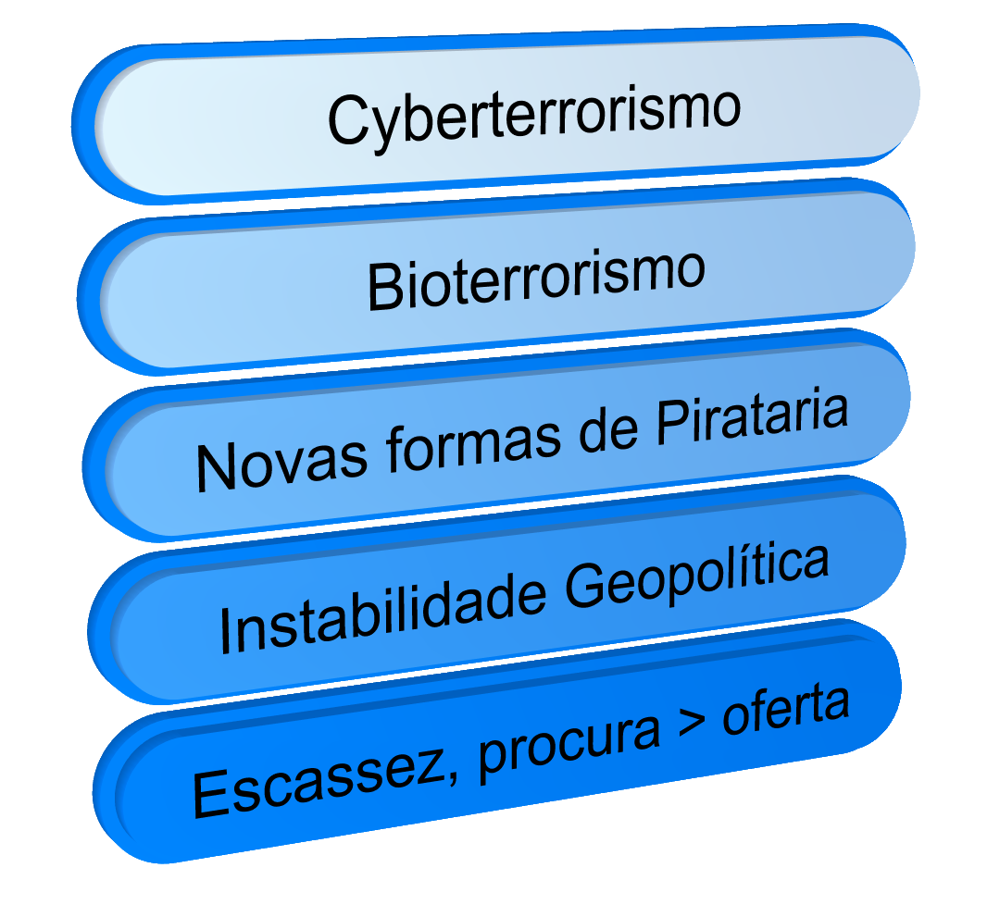 Cyberterrorismo
Bioterrorismo
Novas formas de Pirataria
Instabilidade Geopolítica
Escassez, procura > oferta